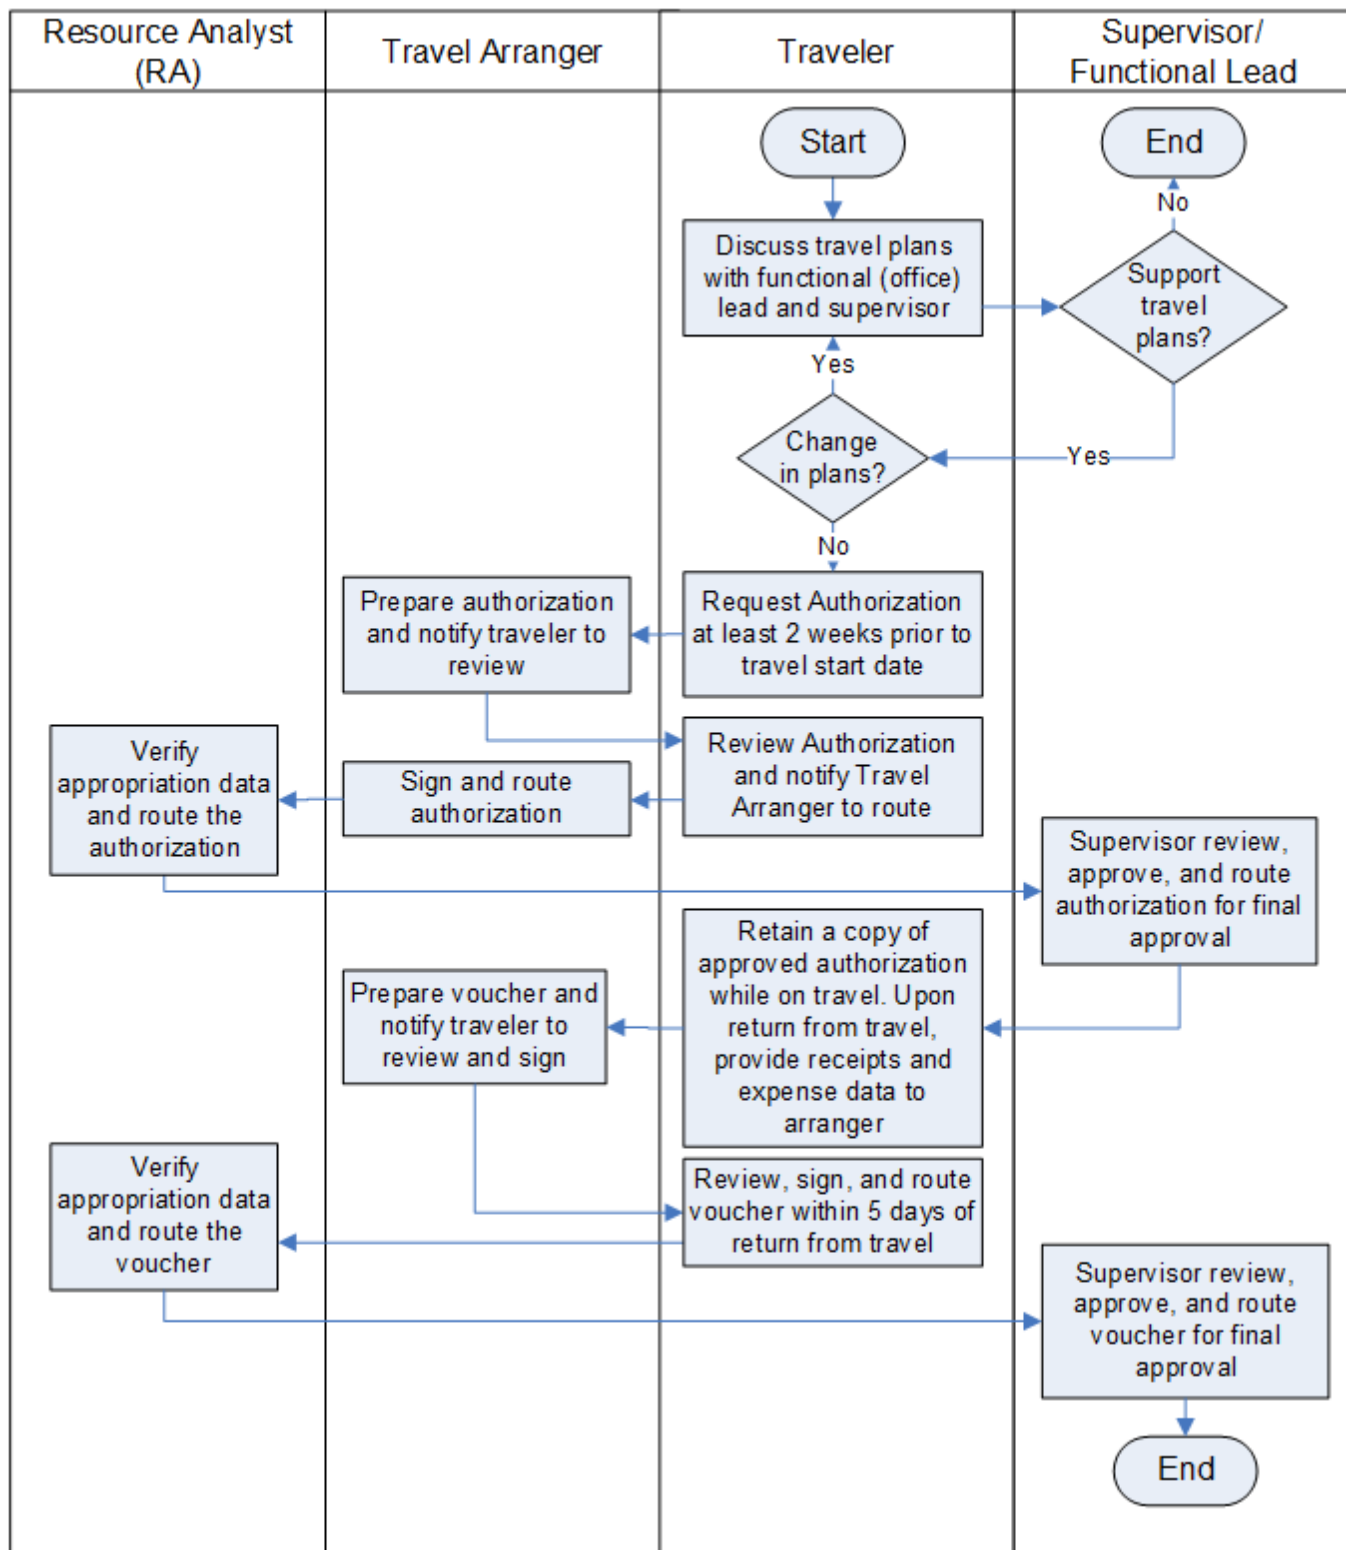 Resource Analyst
(RA)
Travel Arranger
Traveler
Supervisor/
Functional Lead
Start
End
No
Discuss travel plans
with functional (office)
lead and supervisor
Support
travel
plans?
Yes
Change
in plans?
Yes
No
Prepare authorization
and notify traveler to
review
Request Authorization
at least 2 weeks prior to
travel start date
Verify
appropriation data
and route the
authorization
Sign and route
authorization
Review Authorization
and notify Travel
Arranger to route
Supervisor review,
approve, and route
authorization for final
approval
Retain a copy of
approved authorization
while on travel. Upon
return from travel,
provide receipts and
expense data to
arranger
Prepare voucher and
notify traveler to
review and sign
Verify
appropriation data
and route the
voucher
Review, sign, and route
voucher within 5 days of
return from travel
Supervisor review,
approve, and route
voucher for final
approval
End